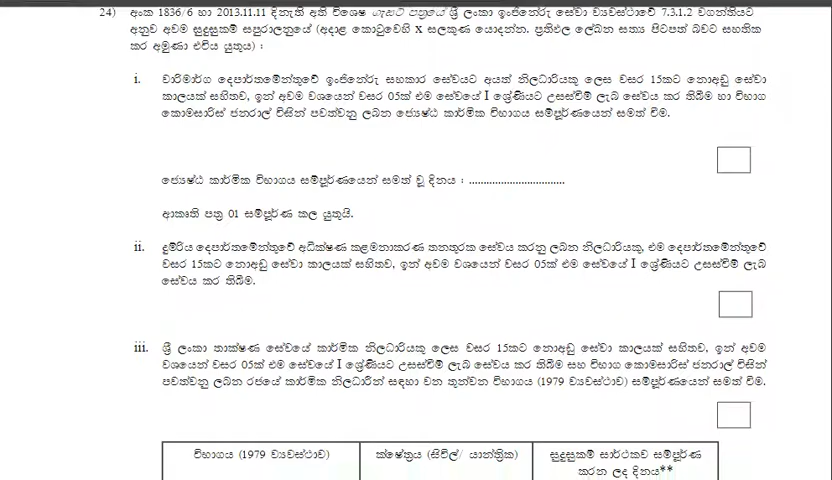 24) අංක 1836/6 හා 2013.11.11 දිනැති අති විශෙෂ ගැසට් පත්‍රයේ ශ්‍රී ලංකා ඉංජිනේරු සේවා ව්‍යවස්ථාවේ 7.3.1.2 වගන්තියට
අනුව අවම සුදුසුකම් සපුරාලනුයේ (අදාළ කොටුවෙහි X සලකුණ යොදන්න. ප්‍රතිඵල ලේඛන සත්‍ය පිටපත් බවට සහතික
කර අමුණා එවිය යුතුය) :
i. වාරිමාර්ග දෙපාර්තමේන්තුවේ ඉංජිනේරු සහකාර සේවයට අයත් නිලධාරියකු ලෙස වසර 15කට නොඅඩු සේවා
කාලයක් සහිතව, ඉන් අවම වශයෙන් වසර 05ක් එම සේවයේ I ශ්‍රේණියට උසස්වීම් ලැබ සේවය කර තිබීම හා විභාග
කොමසාරිස් ජනරාල් විසින් පවත්වනු ලබන ජ්‍යෙෂ්ඨ කාර්මික විභාගය සම්පූර්ණයෙන් සමත් වීම.
ජ්‍යෙෂ්ඨ කාර්මික විභාගය සම්පූර්ණයෙන් සමත් වූ දිනය : .................................
ආකෘති පත්‍ර 01 සම්පූර්ණ කල යුතුයි.
ii. දුම්රිය දෙපාර්තමේන්තුවේ අධීක්ෂණ කළමනාකරණ තනතුරක සේවය කරනු ලබන නිලධාරියකු, එම දෙපාර්තමේන්තුවේ
වසර 15කට නොඅඩු සේවා කාලයක් සහිතව, ඉන් අවම වශයෙන් වසර 05ක් එම සේවයේ I ශ්‍රේණියට උසස්වීම් ලැබ
සේවය කර තිබීම.
iii. ශ්‍රී ලංකා තාක්ෂණ සේවයේ කාර්මික නිලධාරියකු ලෙස වසර 15කට නොඅඩු සේවා කාලයක් සහිතව, ඉන් අවම
වශයෙන් වසර 05ක් එම සේවයේ I ශ්‍රේණියට උසස්වීම් ලැබ සේවය කර තිබීම සහ විභාග කොමසාරිස් ජනරාල් විසින්
පවත්වනු ලබන රජයේ කාර්මික නිලධාරීන් සඳහා වන තුන්වන විභාගය (1979 ව්‍යවස්ථාව) සම්පූර්ණයෙන් සමත් වීම.
විභාගය (1979 ව්‍යවස්ථාව) ක්ෂේත්‍රය (සිවිල්/ යාන්ත්‍රික) සුදුසුකම් සාර්ථකව සම්පූර්ණ
කරන ලද දිනය**